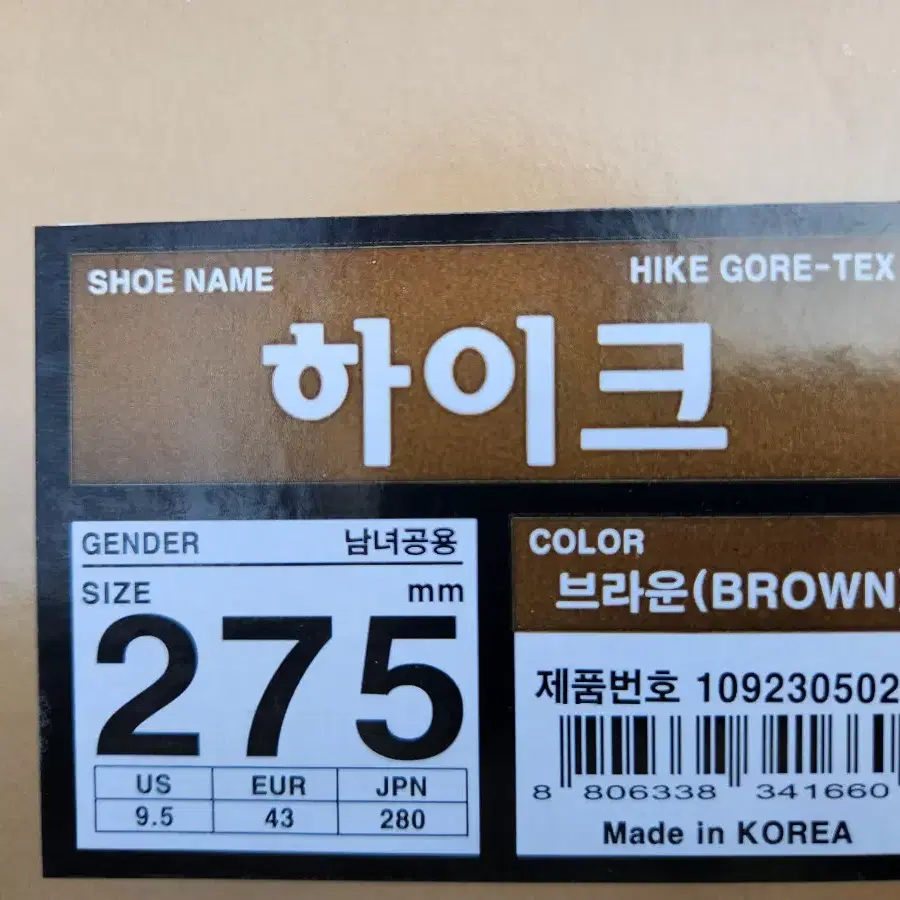 SHOE NAME HIKE GORE-TEX
하이크
GENDER 남녀공용
SIZE mm
275
US EUR JPN
9.5 43 280
COLOR
브라운(BROWN)
제품번호 109230502
8 806338 341660
Made in KOREA